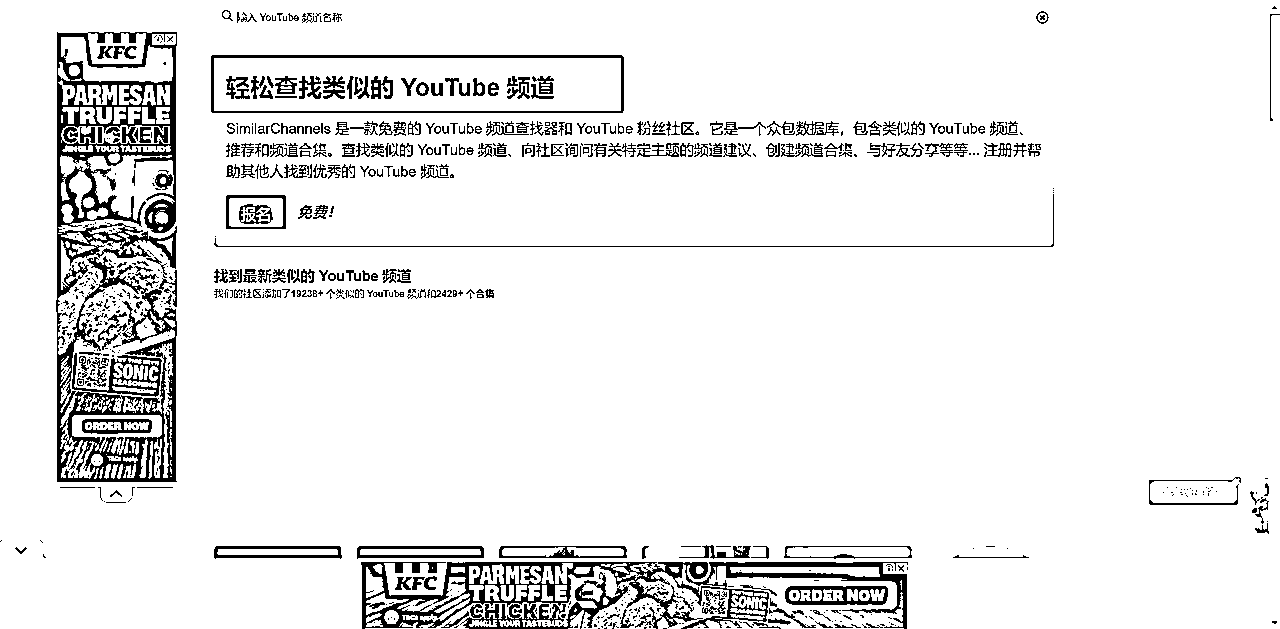 输入 YouTube 频道名称
KFC
PARMESAN
TRUFFLE
CHICKEN
JINGLE YOUR TASTEBUDS
SONIC
SEASONING
ORDER NOW
轻松查找类似的 YouTube 频道
SimilarChannels 是一款免费的 YouTube 频道查找器和 YouTube 粉丝社区。它是一个众包数据库，包含类似的 YouTube 频道、
推荐和频道合集。查找类似的 YouTube 频道、向社区询问有关特定主题的频道建议、创建频道合集、与好友分享等等... 注册并帮
助其他人找到优秀的 YouTube 频道。
报名 免费!
找到最新类似的 YouTube 频道
我们的社区添加了19238+ 个类似的 YouTube 频道和2429+ 个合集
KFC
PARMESAN
TRUFFLE
CHICKEN
JINGLE YOUR TASTEBUDS
SONIC
ORDER NOW